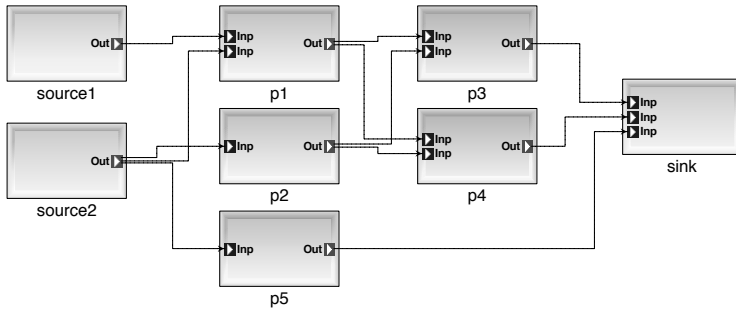 Out
source1
Inp
Inp
Out
p1
Inp
Inp
Out
p3
Inp
Inp
Inp
sink
Out
source2
Inp
Out
p2
Inp
Inp
Out
p4
Inp
Out
p5